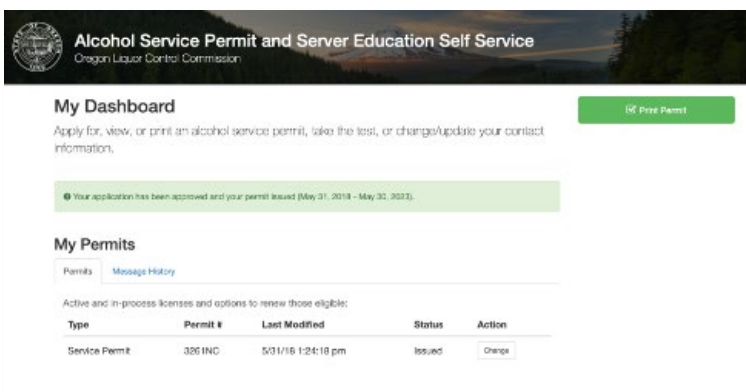 Alcohol Service Permit and Server Education Self Service
Oregon Liquor Control Commission
My Dashboard
Print Permit
Apply for, view, or print an alcohol service permit, take the test, or change/update your contact
information.
Your application has been approved and your permit issued (May 31, 2018 - May 30, 2023).
My Permits
Permits Message History
Active and in-process licenses and options to renew those eligible:
Type Permit # Last Modified Status Action
Service Permit 3261NC 5/31/18 1:24:18 pm Issued Change